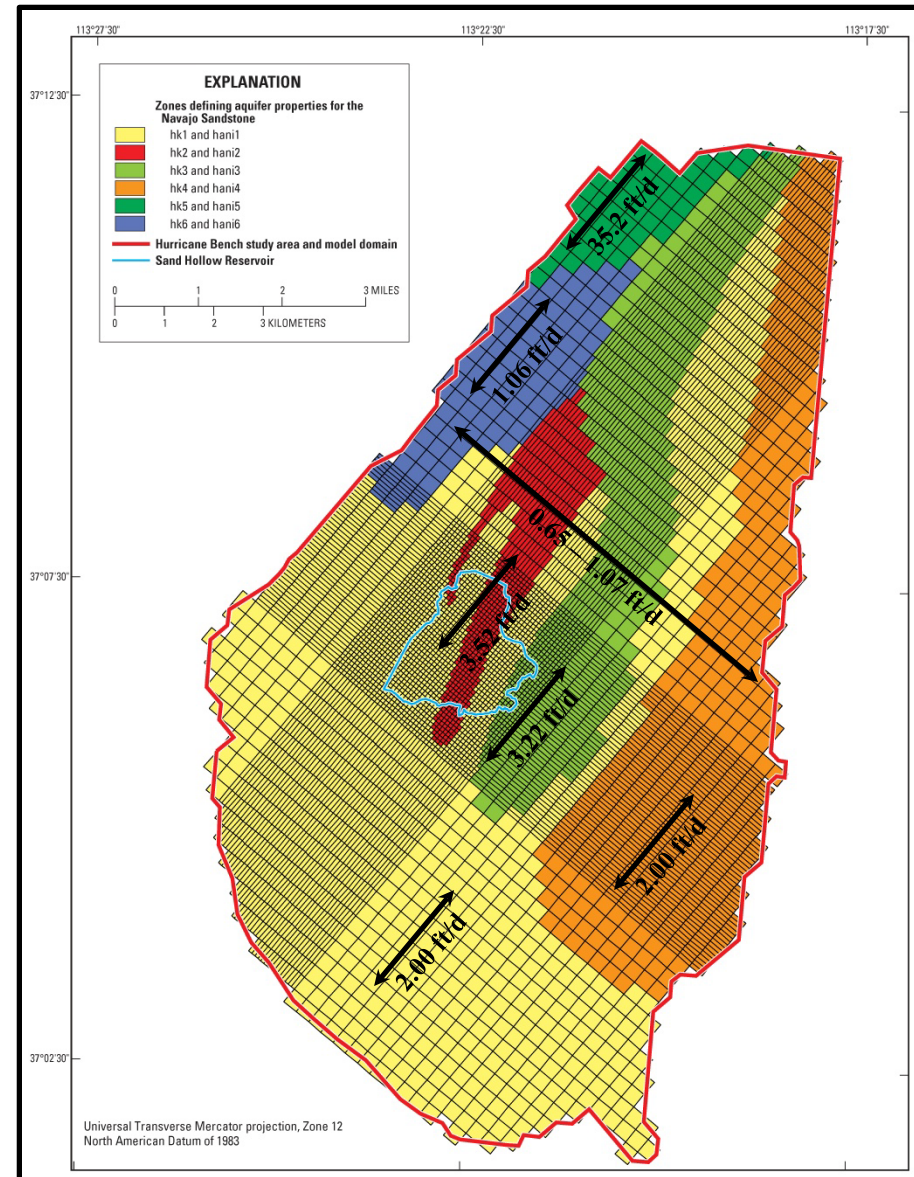 113°27'30"
113°22'30"
113°17'30"
37°12'30"
EXPLANATION
Zones defining aquifer properties for the
Navajo Sandstone
hk1 and hani1
hk2 and hani2
hk3 and hani3
hk4 and hani4
hk5 and hani5
hk6 and hani6
Hurricane Bench study area and model domain
Sand Hollow Reservoir
0 1 2 3 MILES
0 1 2 3 KILOMETERS
35.2 ft/d
1.06 ft/d
0.65 – 1.07 ft/d
37°07'30"
3.52 ft/d
3.22 ft/d
2.00 ft/d
2.00 ft/d
37°02'30"
Universal Transverse Mercator projection, Zone 12
North American Datum of 1983